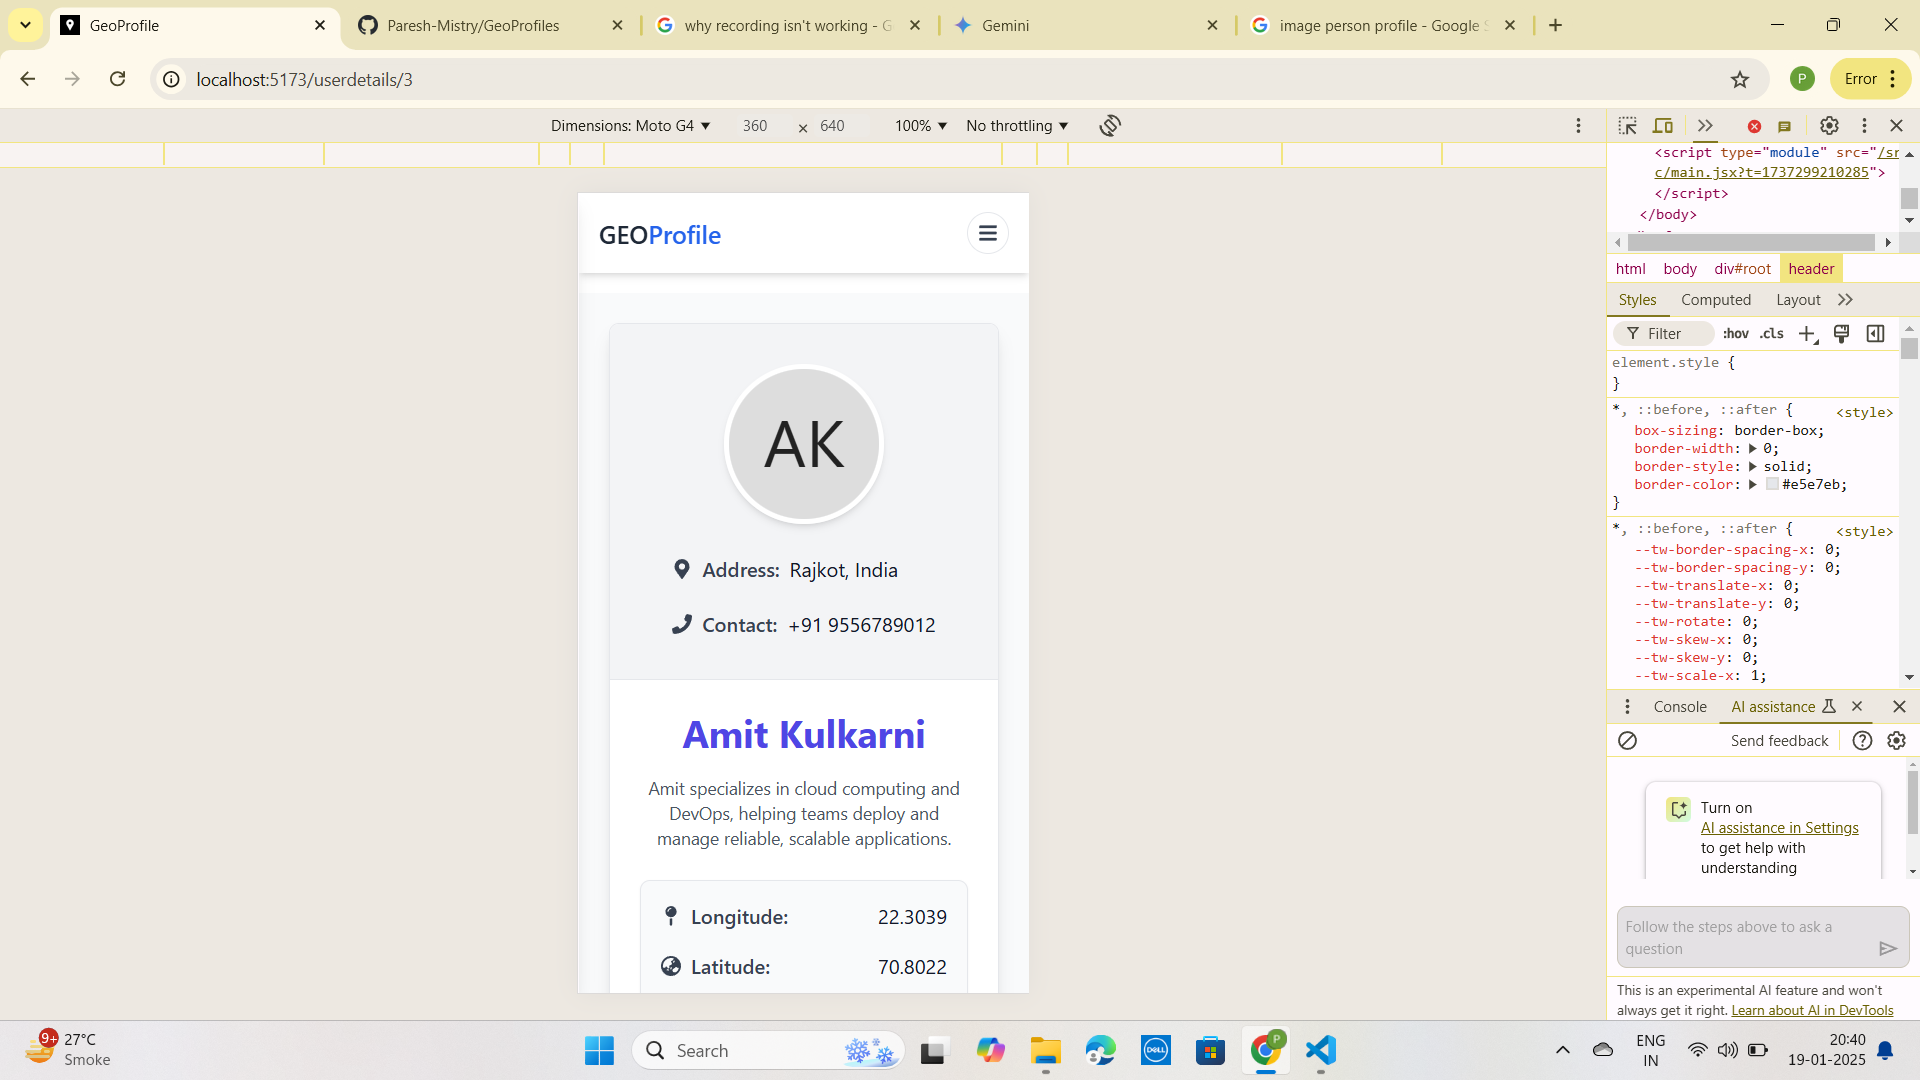 GeoProfile
Paresh-Mistry/GeoProfiles
why recording isn't working - G
Gemini
image person profile - Google S
localhost:5173/userdetails/3
P
Error
Dimensions: Moto G4
360
×
640
100%
No throttling
<script type="module" src="/sr
c/main.jsx?t=1737299210285">
</script>
</body>
html body div#root header
Styles Computed Layout
Filter :hov .cls
element.style {
}
*, ::before, ::after { <style>
box-sizing: border-box;
border-width: 0;
border-style: solid;
border-color: #e5e7eb;
}
*, ::before, ::after { <style>
--tw-border-spacing-x: 0;
--tw-border-spacing-y: 0;
--tw-translate-x: 0;
--tw-translate-y: 0;
--tw-rotate: 0;
--tw-skew-x: 0;
--tw-skew-y: 0;
--tw-scale-x: 1;
Console AI assistance
Send feedback
Turn on
AI assistance in Settings
to get help with
understanding
Follow the steps above to ask a
question
This is an experimental AI feature and won't
always get it right. Learn about AI in DevTools
GEOProfile
AK
Address: Rajkot, India
Contact: +91 9556789012
Amit Kulkarni
Amit specializes in cloud computing and
DevOps, helping teams deploy and
manage reliable, scalable applications.
Longitude: 22.3039
Latitude: 70.8022
9+
27°C
Smoke
Search
DELL
P
ENG
IN
20:40
19-01-2025